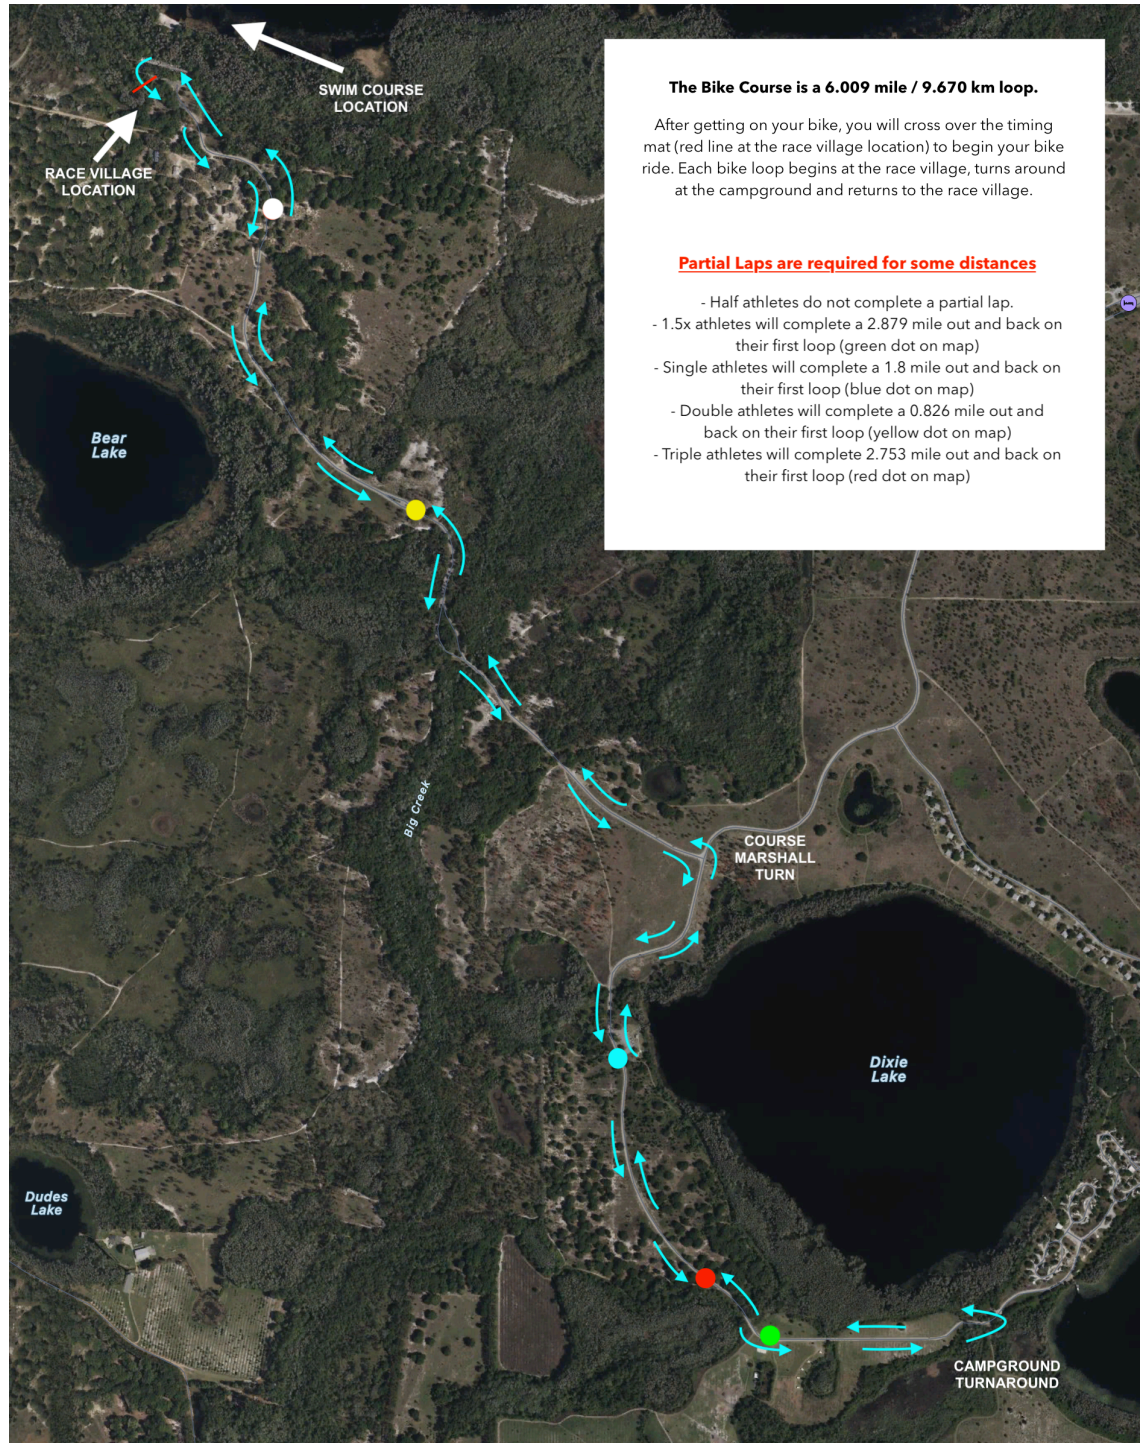 SWIM COURSE
LOCATION
RACE VILLAGE
LOCATION
The Bike Course is a 6.009 mile / 9.670 km loop.
After getting on your bike, you will cross over the timing
mat (red line at the race village location) to begin your bike
ride. Each bike loop begins at the race village, turns around
at the campground and returns to the race village.
Partial Laps are required for some distances
- Half athletes do not complete a partial lap.
- 1.5x athletes will complete a 2.879 mile out and back on
their first loop (green dot on map)
- Single athletes will complete a 1.8 mile out and back on
their first loop (blue dot on map)
- Double athletes will complete a 0.826 mile out and
back on their first loop (yellow dot on map)
- Triple athletes will complete 2.753 mile out and back on
their first loop (red dot on map)
Bear
Lake
Big Creek
COURSE
MARSHALL
TURN
Dixie
Lake
Dudes
Lake
CAMPGROUND
TURNAROUND